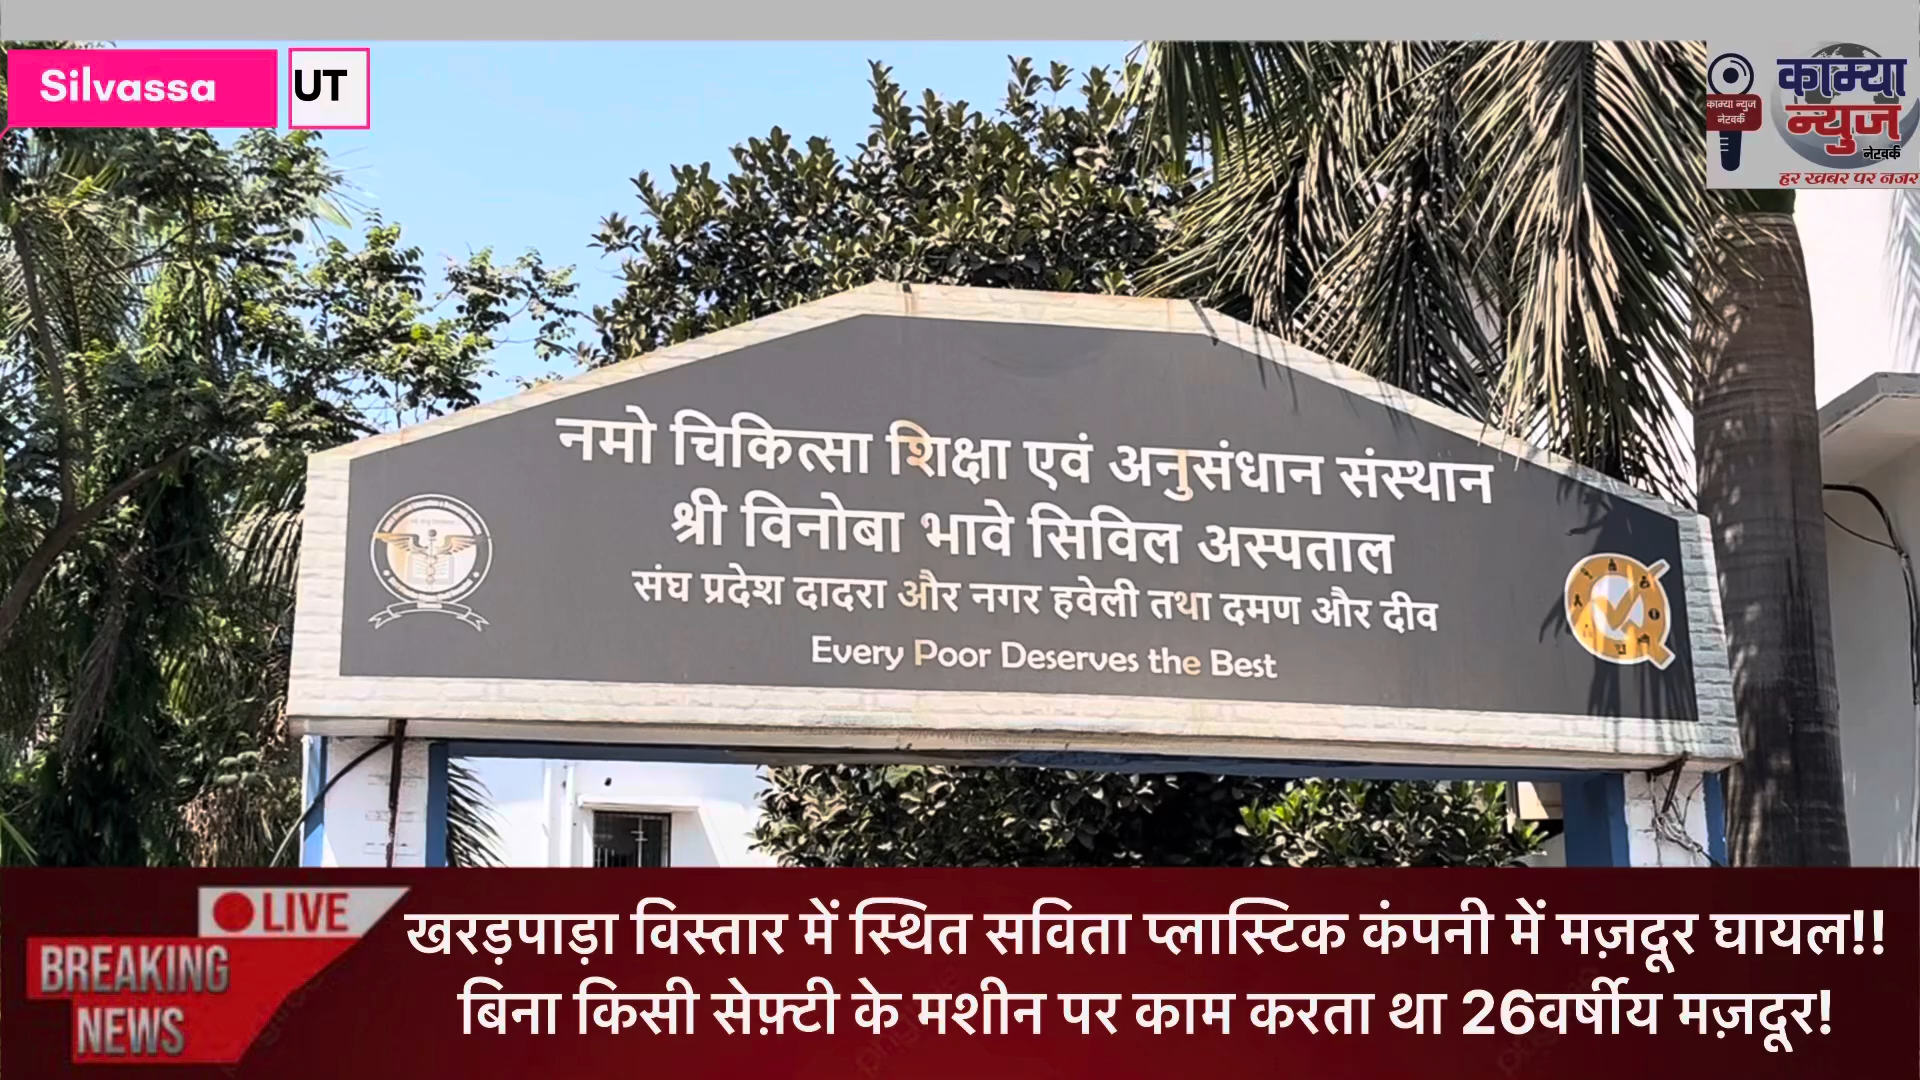 Silvassa
UT
काम्या न्युज
नेटवर्क
काम्या
न्युज
नेटवर्क
हर खबर पर नजर
नमो चिकित्सा शिक्षा एवं अनुसंधान संस्थान
श्री विनोबा भावे सिविल अस्पताल
संघ प्रदेश दादरा और नगर हवेली तथा दमण और दीव
Every Poor Deserves the Best
LIVE
BREAKING
NEWS
खरड़पाड़ा विस्तार में स्थित सविता प्लास्टिक कंपनी में मज़दूर घायल!!
बिना किसी सेफ़्टी के मशीन पर काम करता था 26वर्षीय मज़दूर!